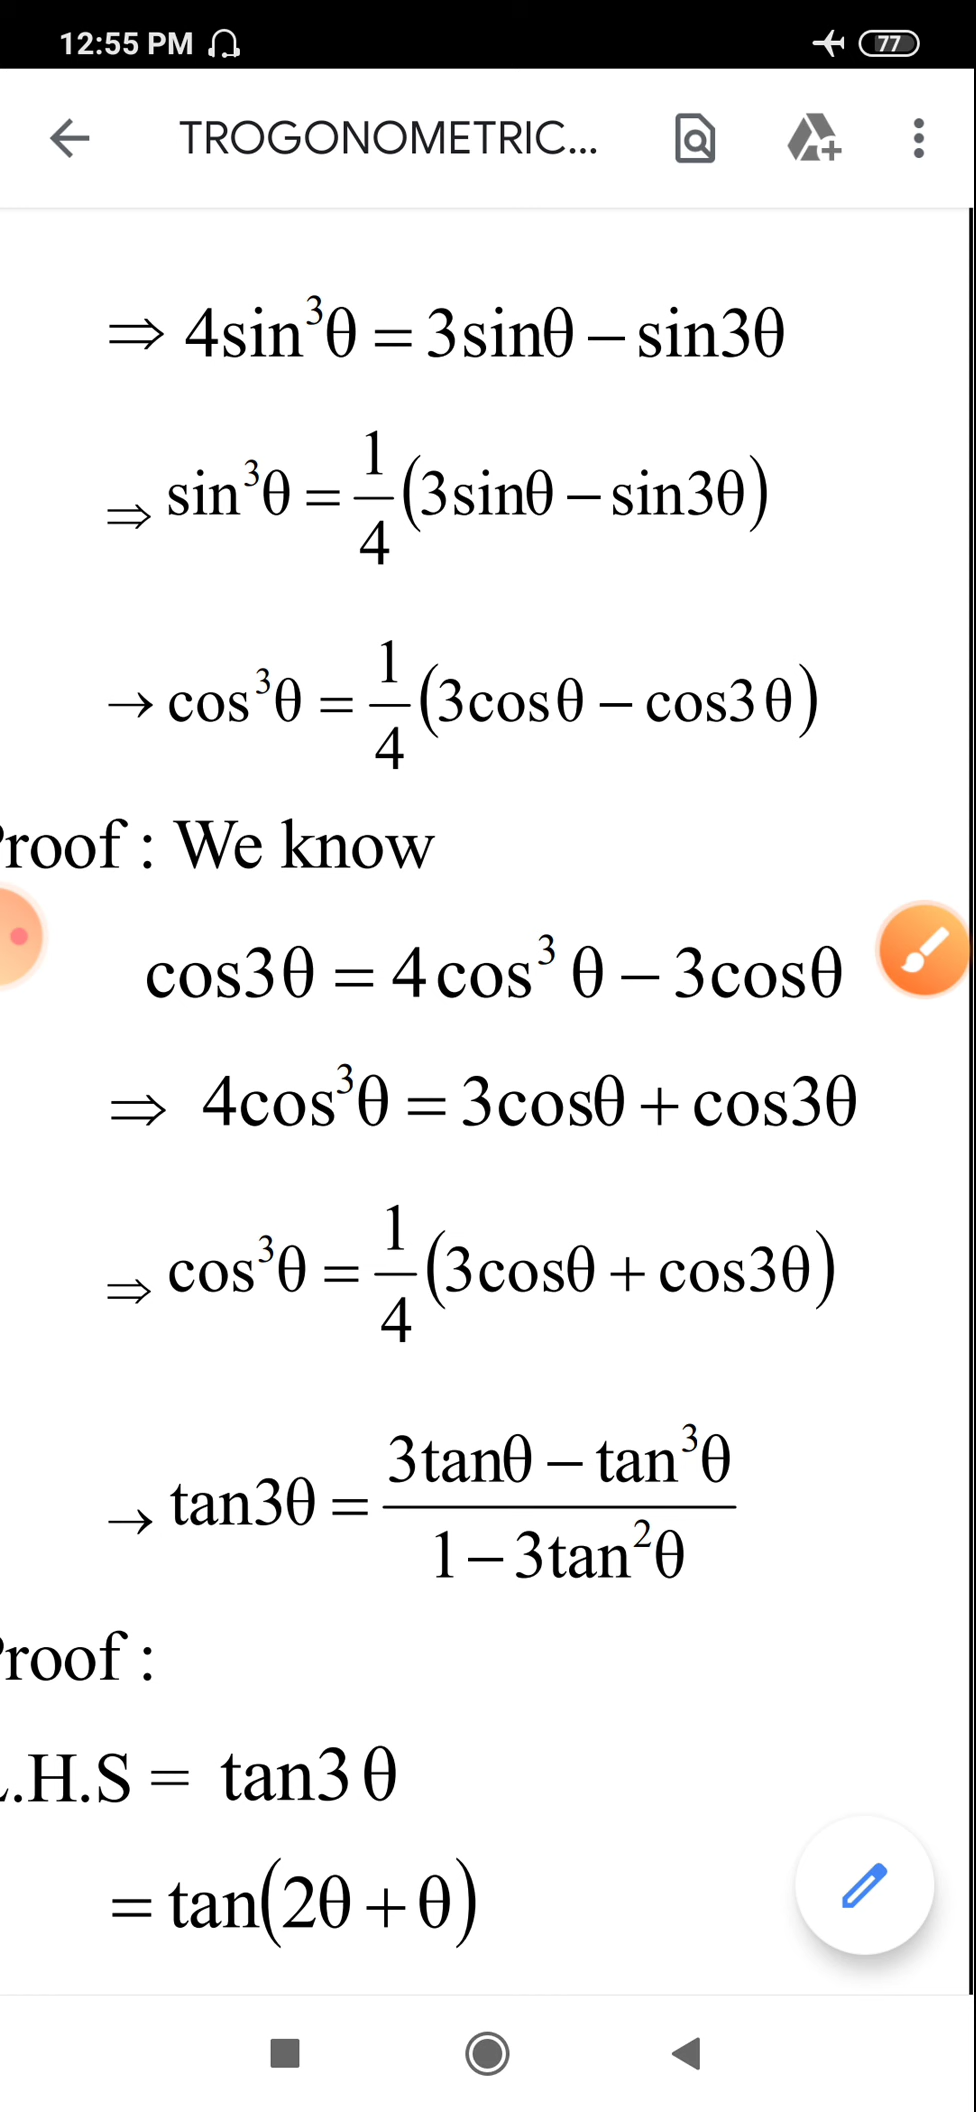 12:55 PM 77
TROGONOMETRIC...
⇒ 4sin³θ = 3sinθ – sin3θ
⇒ sin³θ = 1/4 (3sinθ – sin3θ)
→ cos³θ = 1/4 (3cosθ – cos3θ)
roof : We know
cos3θ = 4cos³ θ – 3cosθ
⇒ 4cos³θ = 3cosθ + cos3θ
⇒ cos³θ = 1/4 (3cosθ + cos3θ)
→ tan3θ = (3tanθ – tan³θ)/(1 – 3tan²θ)
roof :
.H.S = tan3θ
= tan(2θ + θ)